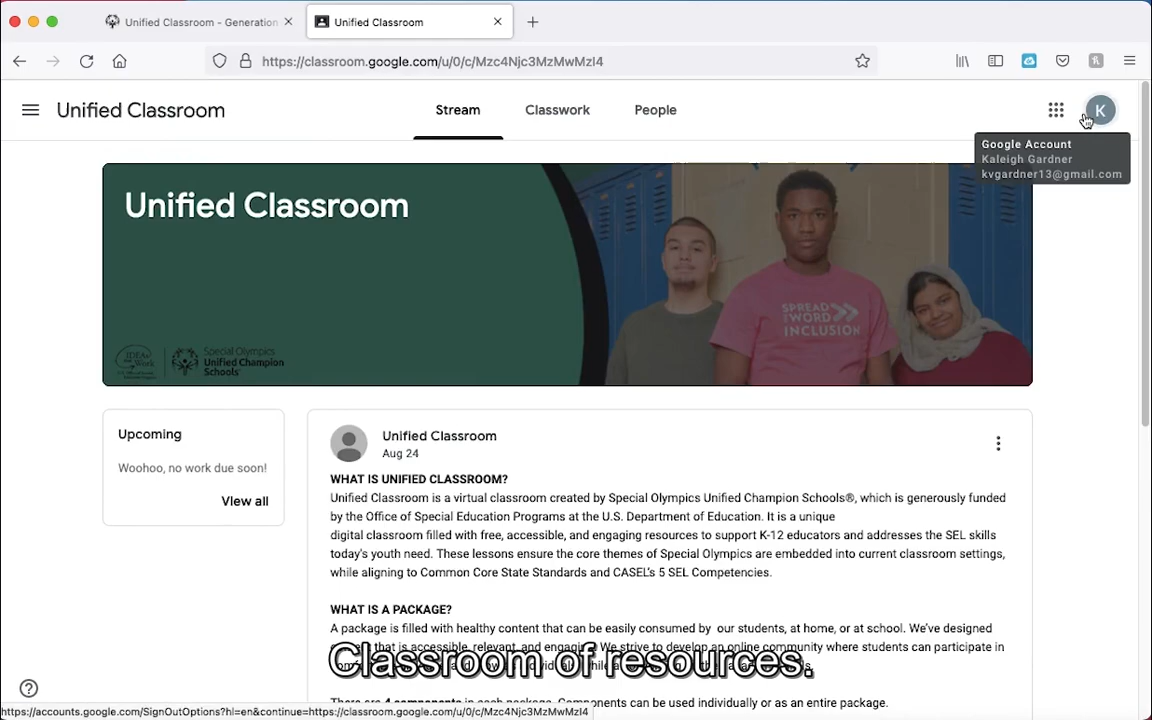 Unified Classroom - Generation
Unified Classroom
https://classroom.google.com/u/0/c/Mzc4Njc3MzMwMzI4
Unified Classroom
Stream
Classwork
People
K
Google Account
Kaleigh Gardner
kvgardner13@gmail.com
Unified Classroom
SPREAD
THE WORD
INCLUSION
IDEAs
that Work
Special Olympics
Unified Champion
Schools®
Upcoming
Woohoo, no work due soon!
View all
Unified Classroom
Aug 24
WHAT IS UNIFIED CLASSROOM?
Unified Classroom is a virtual classroom created by Special Olympics Unified Champion Schools®, which is generously funded
by the Office of Special Education Programs at the U.S. Department of Education. It is a unique
digital classroom filled with free, accessible, and engaging resources to support K-12 educators and addresses the SEL skills
today's youth need. These lessons ensure the core themes of Special Olympics are embedded into current classroom settings,
while aligning to Common Core State Standards and CASEL's 5 SEL Competencies.
WHAT IS A PACKAGE?
A package is filled with healthy content that can be easily consumed by our students, at home, or at school. We've designed
that is accessible, relevant, and engaging. We strive to develop an online community where students can participate in
Classroom of resources.
There are 4 components in each package. Components can be used individually or as an entire package.
https://accounts.google.com/SignOutOptions?hl=en&continue=https://classroom.google.com/u/0/c/Mzc4Njc3MzMwMzI4